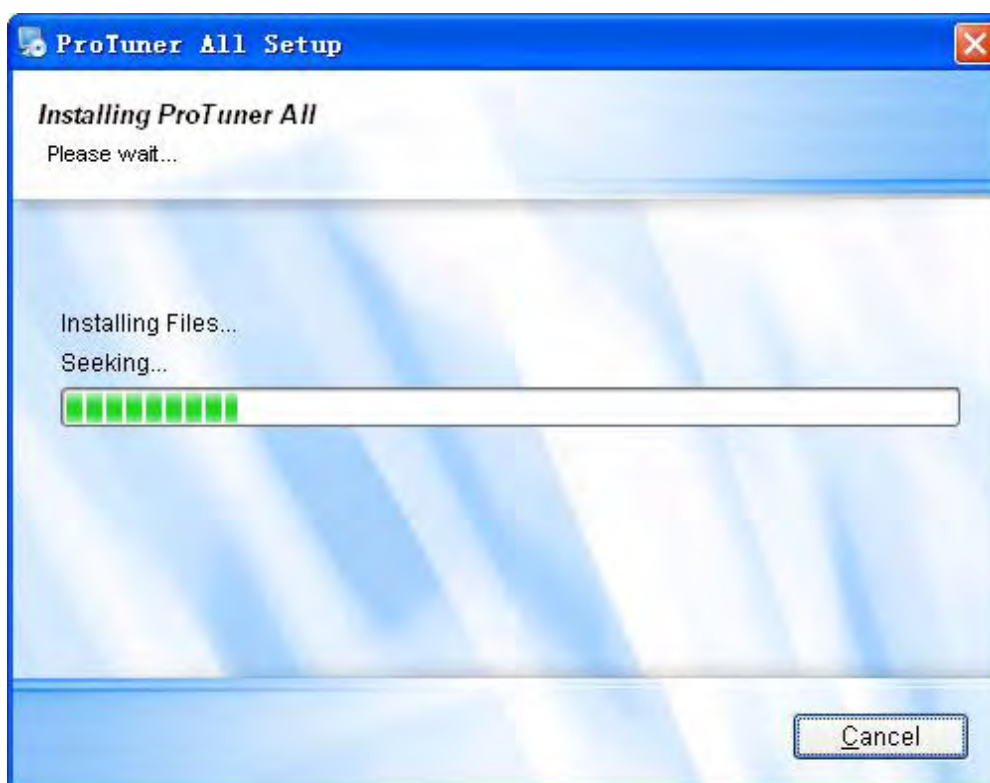 ProTuner All Setup
Installing ProTuner All
Please wait...
Installing Files...
Seeking...
Cancel